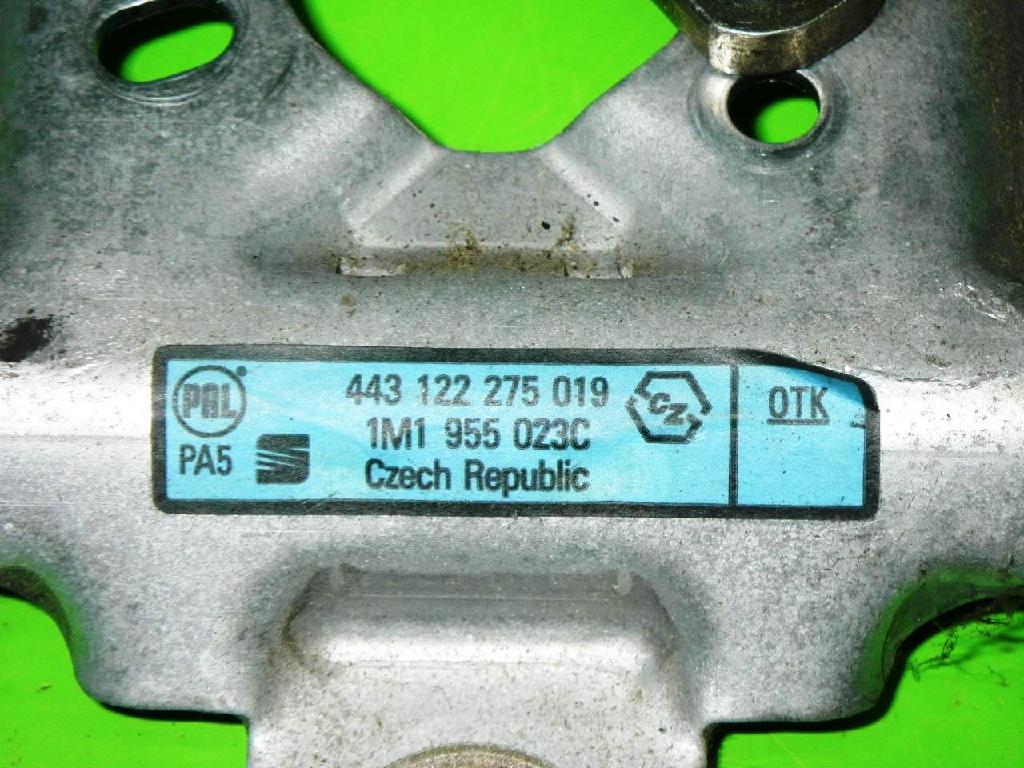 PAL
443 122 275 019
CZ
OTK
1M1 955 023C
PA5 S
Czech Republic